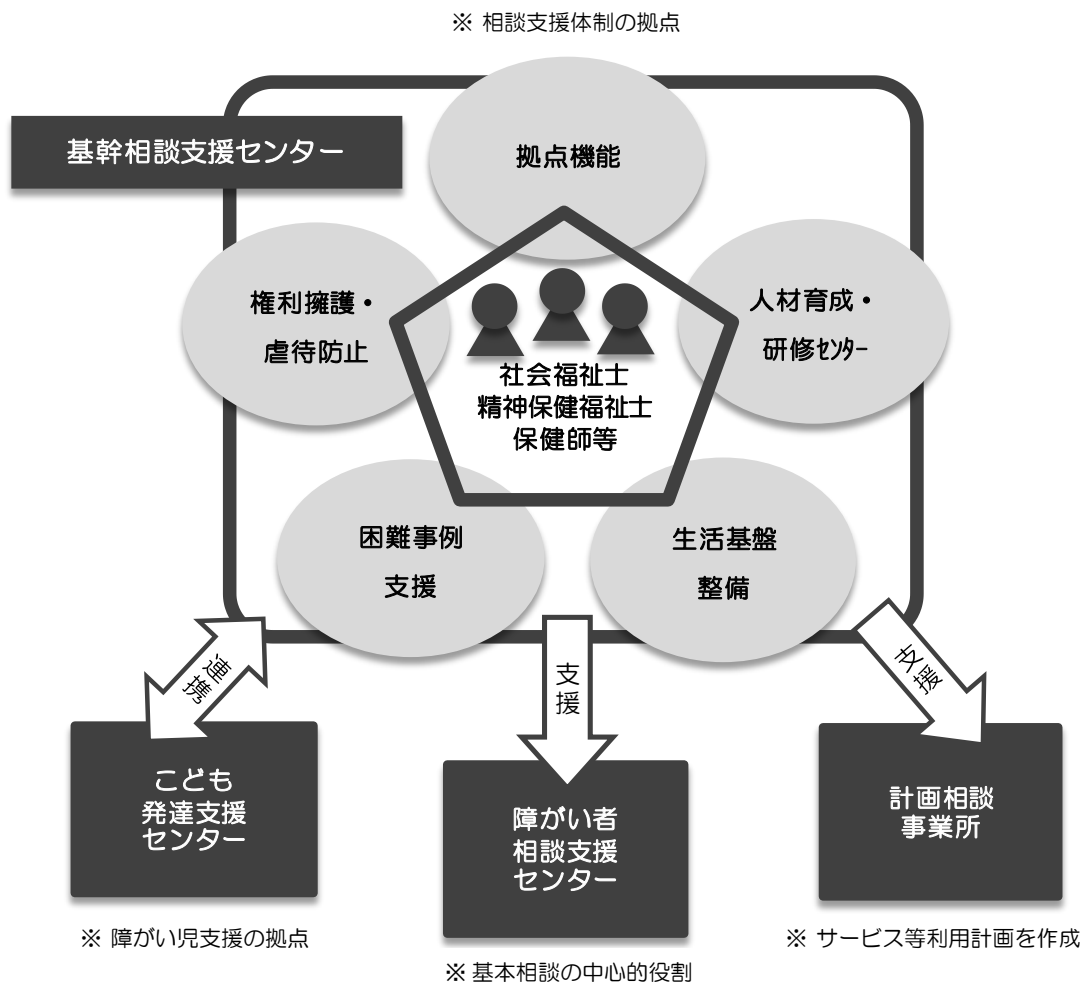 ※ 相談支援体制の拠点
基幹相談支援センター
拠点機能
権利擁護・
虐待防止
人材育成・
研修ｾﾝﾀｰ
社会福祉士
精神保健福祉士
保健師等
困難事例
支援
生活基盤
整備
連携
支援
支援
こども
発達支援
センター
障がい者
相談支援
センター
計画相談
事業所
※ 障がい児支援の拠点
※ 基本相談の中心的役割
※ サービス等利用計画を作成